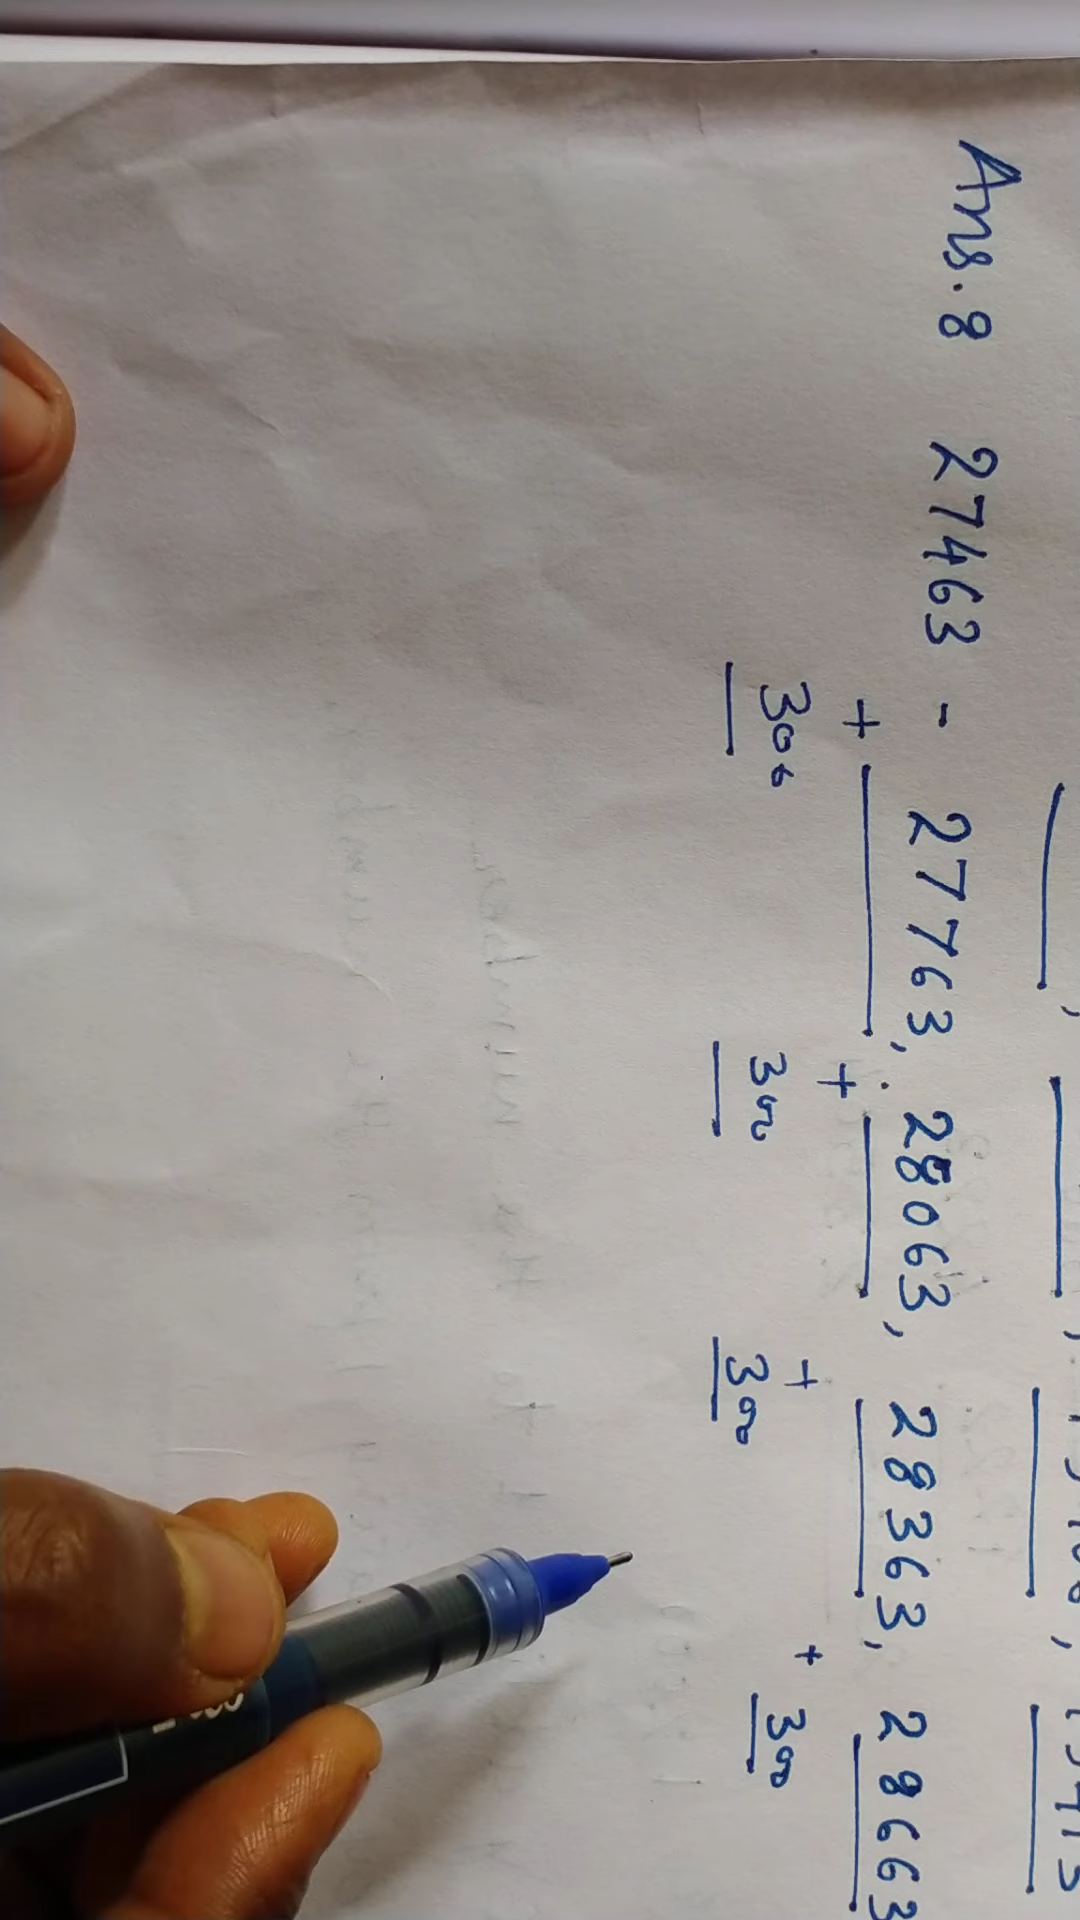 Ans. 8 27463 - 27763, 28063, 28363, 28663
+ + + +
300 300 300 300